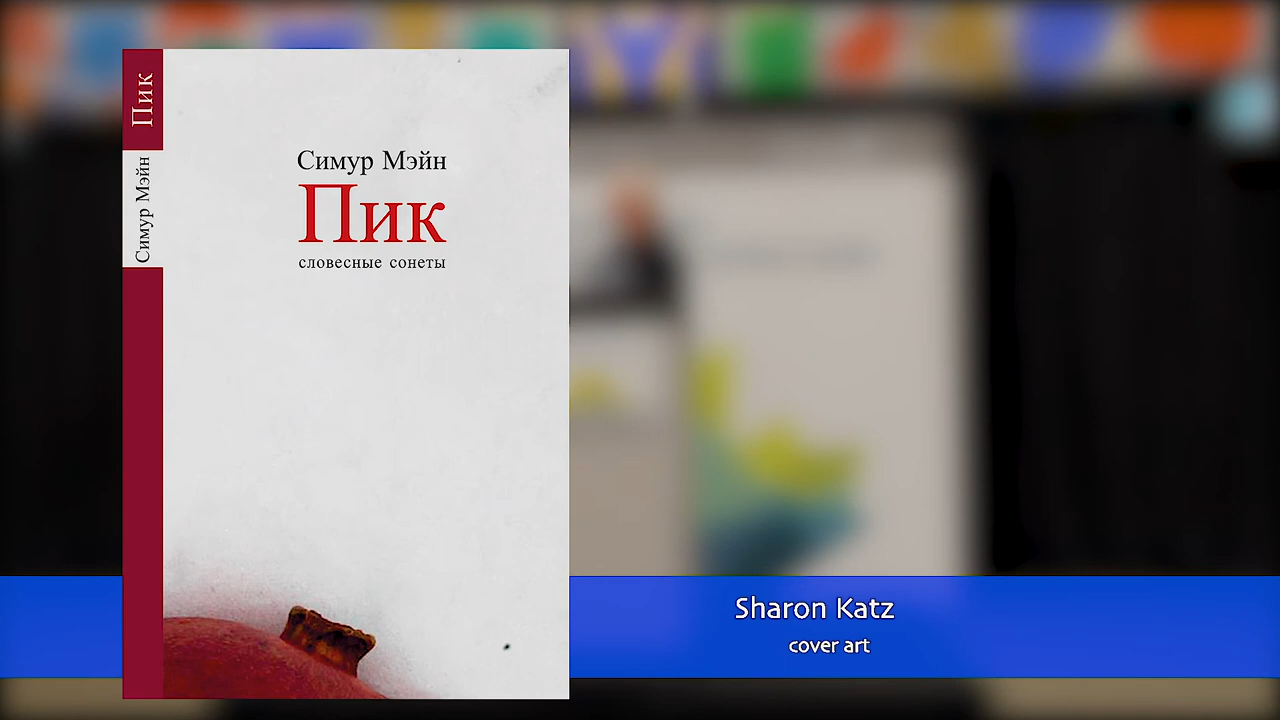 Пик
Симур Мэйн
Симур Мэйн
Пик
словесные сонеты
Sharon Katz
cover art